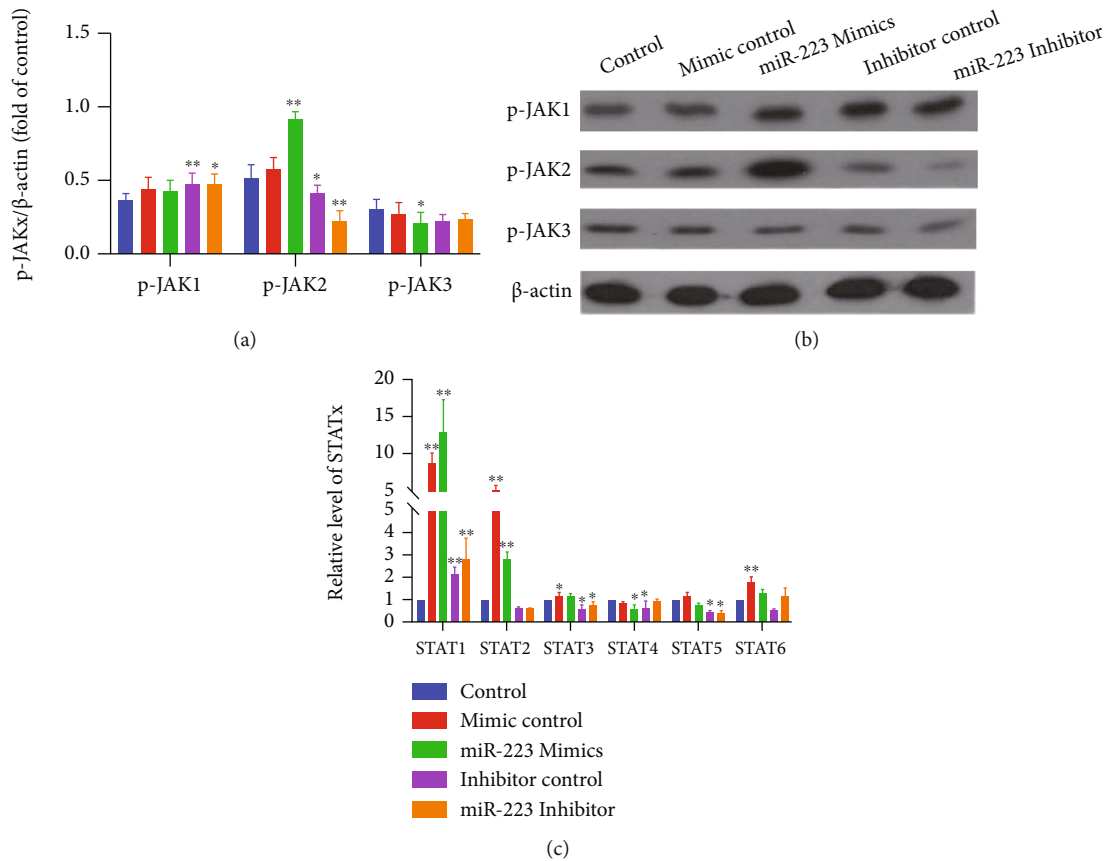 p-JAKx/β-actin (fold of control)
1.5
1.0
0.5
0.0
**
*
**
*
**
*
p-JAK1
p-JAK2
p-JAK3
(a)
Control
Mimic control
miR-223 Mimics
Inhibitor control
miR-223 Inhibitor
p-JAK1
p-JAK2
p-JAK3
β-actin
(b)
Relative level of STATx
20
15
10
5
5
4
3
2
1
0
**
**
**
**
**
**
*
*
*
*
*
*
*
**
STAT1
STAT2
STAT3
STAT4
STAT5
STAT6
Control
Mimic control
miR-223 Mimics
Inhibitor control
miR-223 Inhibitor
(c)